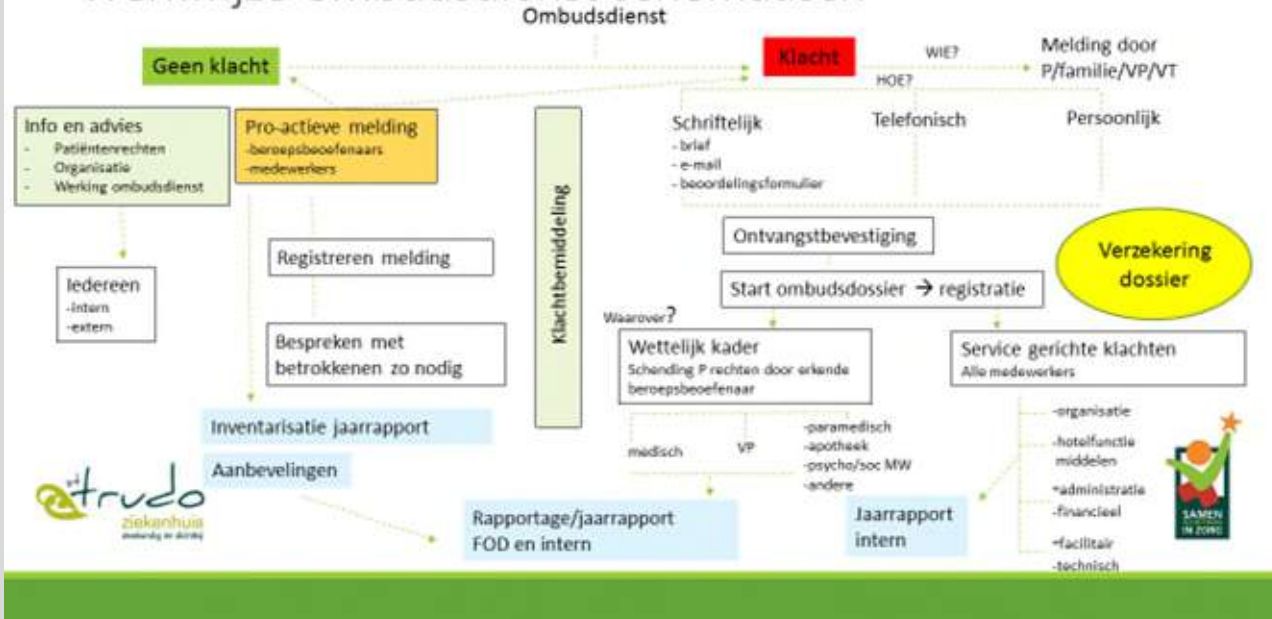 Ombudsdienst
Geen klacht
Klacht
WIE?
Melding door
P/familie/VP/VT
HOE?
Info en advies
- Patiëntenrechten
- Organisatie
- Werking ombudsdienst
Pro-actieve melding
-beroepsbeoefenaars
-medewerkers
Schriftelijk
- brief
- e-mail
- beoordelingsformulier
Telefonisch
Persoonlijk
Klachtbemiddeling
Iedereen
-intern
-extern
Registreren melding
Bespreken met
betrokkenen zo nodig
Ontvangstbevestiging
Start ombudsdossier → registratie
Verzekering
dossier
Waarover?
Wettelijk kader
Schending P rechten door erkende
beroepsbeoefenaar
Service gerichte klachten
Alle medewerkers
medisch
VP
-paramedisch
-apotheek
-psycho/soc MW
-andere
-organisatie
-hotelfunctie
middelen
-administratie
-financieel
-facilitair
-technisch
Inventarisatie jaarrapport
Aanbevelingen
Rapportage/jaarrapport
FOD en intern
Jaarrapport
intern
st trudo
ziekenhuis
SAMEN
IN ZORG